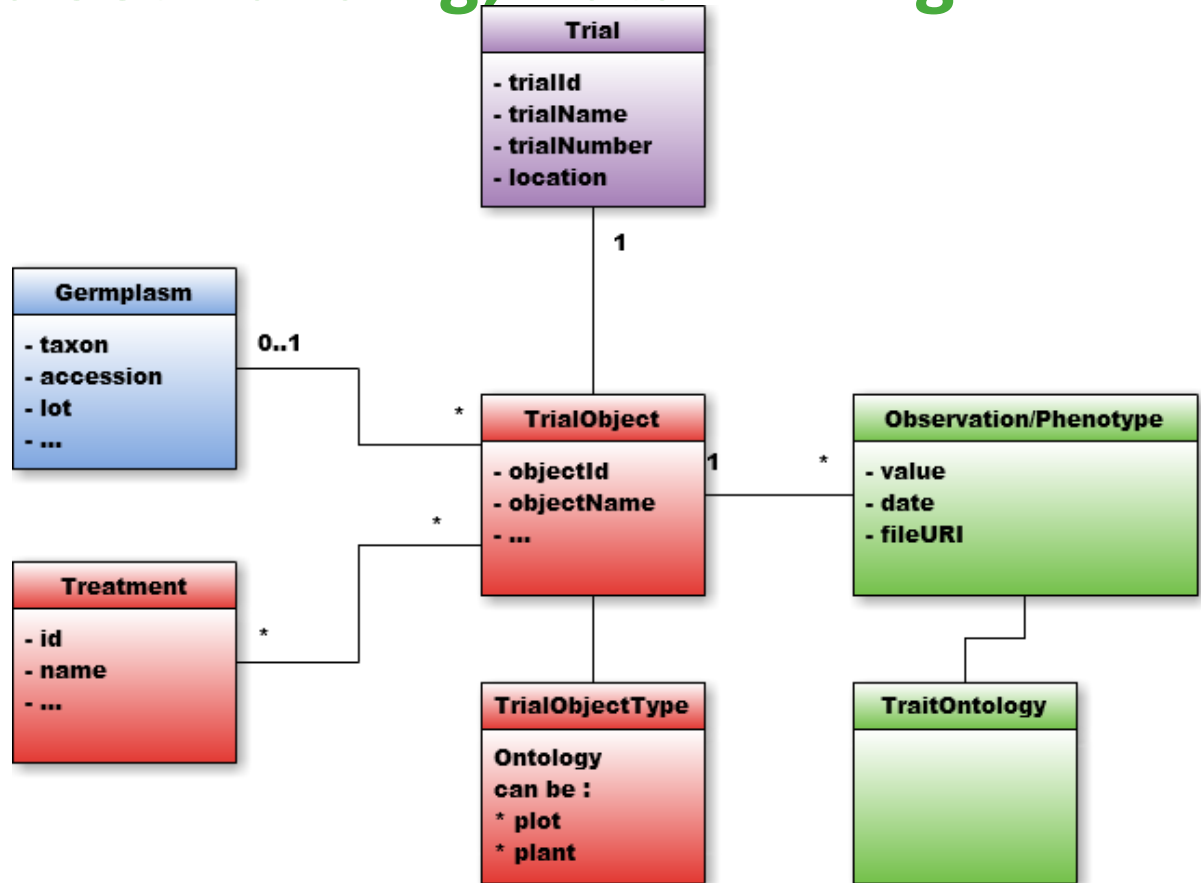 Trial
- trialId
- trialName
- trialNumber
- location
1
Germplasm
- taxon
- accession
- lot
- ...
0..1
*
TrialObject
- objectId
- objectName
- ...
1
*
Observation/Phenotype
- value
- date
- fileURI
*
Treatment
- id
- name
- ...
*
TrialObjectType
Ontology
can be :
* plot
* plant
TraitOntology